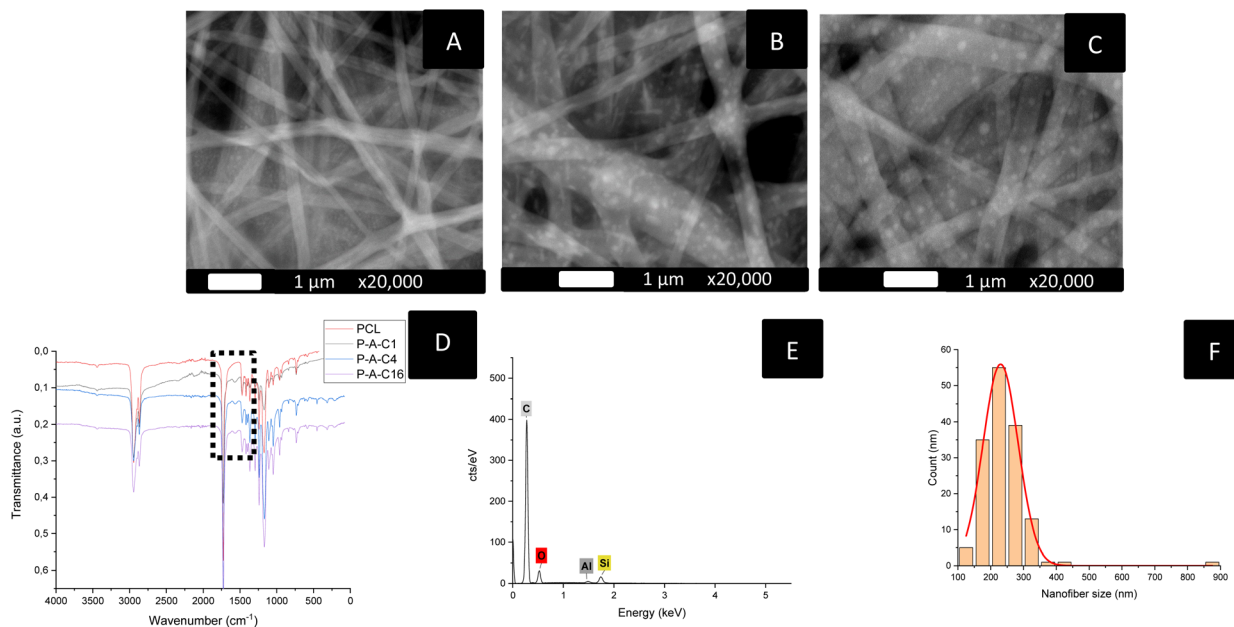 A
B
C
1 µm x20,000
1 µm x20,000
1 µm x20,000
D
PCL
P-A-C1
P-A-C4
P-A-C16
0,0
0,1
0,2
0,3
0,4
0,5
0,6
Transmittance (a.u.)
4000 3500 3000 2500 2000 1500 1000 500 0
Wavenumber (cm-1)
E
500
400
300
200
100
0
cts/eV
C
O
Al
Si
0 1 2 3 4 5
Energy (keV)
F
60
50
40
30
20
10
0
Count (nm)
100 200 300 400 500 600 700 800 900
Nanofiber size (nm)